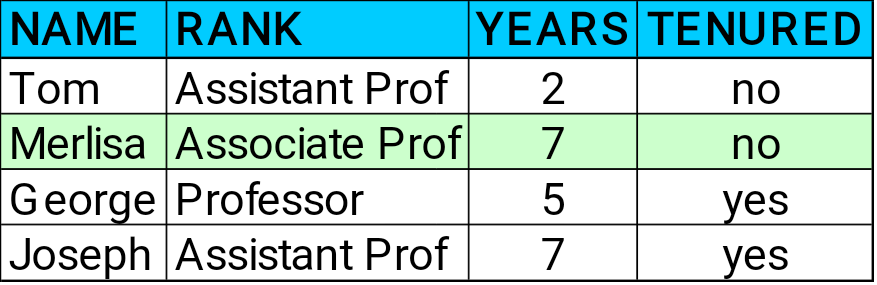 NAME RANK YEARS TENURED
Tom Assistant Prof 2 no
Merlisa Associate Prof 7 no
George Professor 5 yes
Joseph Assistant Prof 7 yes